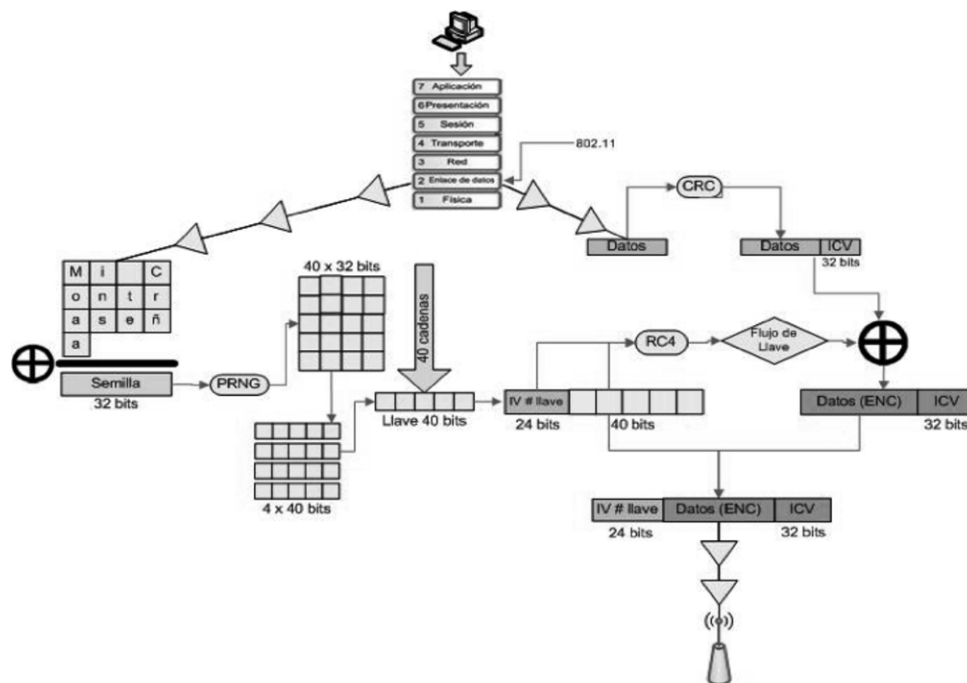 7 Aplicación
6 Presentación
5 Sesión
4 Transporte
3 Red
2 Enlace de datos
1 Física
802.11
CRC
Datos
Datos ICV
32 bits
M i C
o n t r
a s e ñ
a
40 x 32 bits
40 cadenas
Semilla
32 bits
PRNG
RC4
Flujo de
Llave
Llave 40 bits
IV # llave
24 bits
40 bits
Datos (ENC) ICV
32 bits
4 x 40 bits
IV # llave Datos (ENC) ICV
24 bits 32 bits